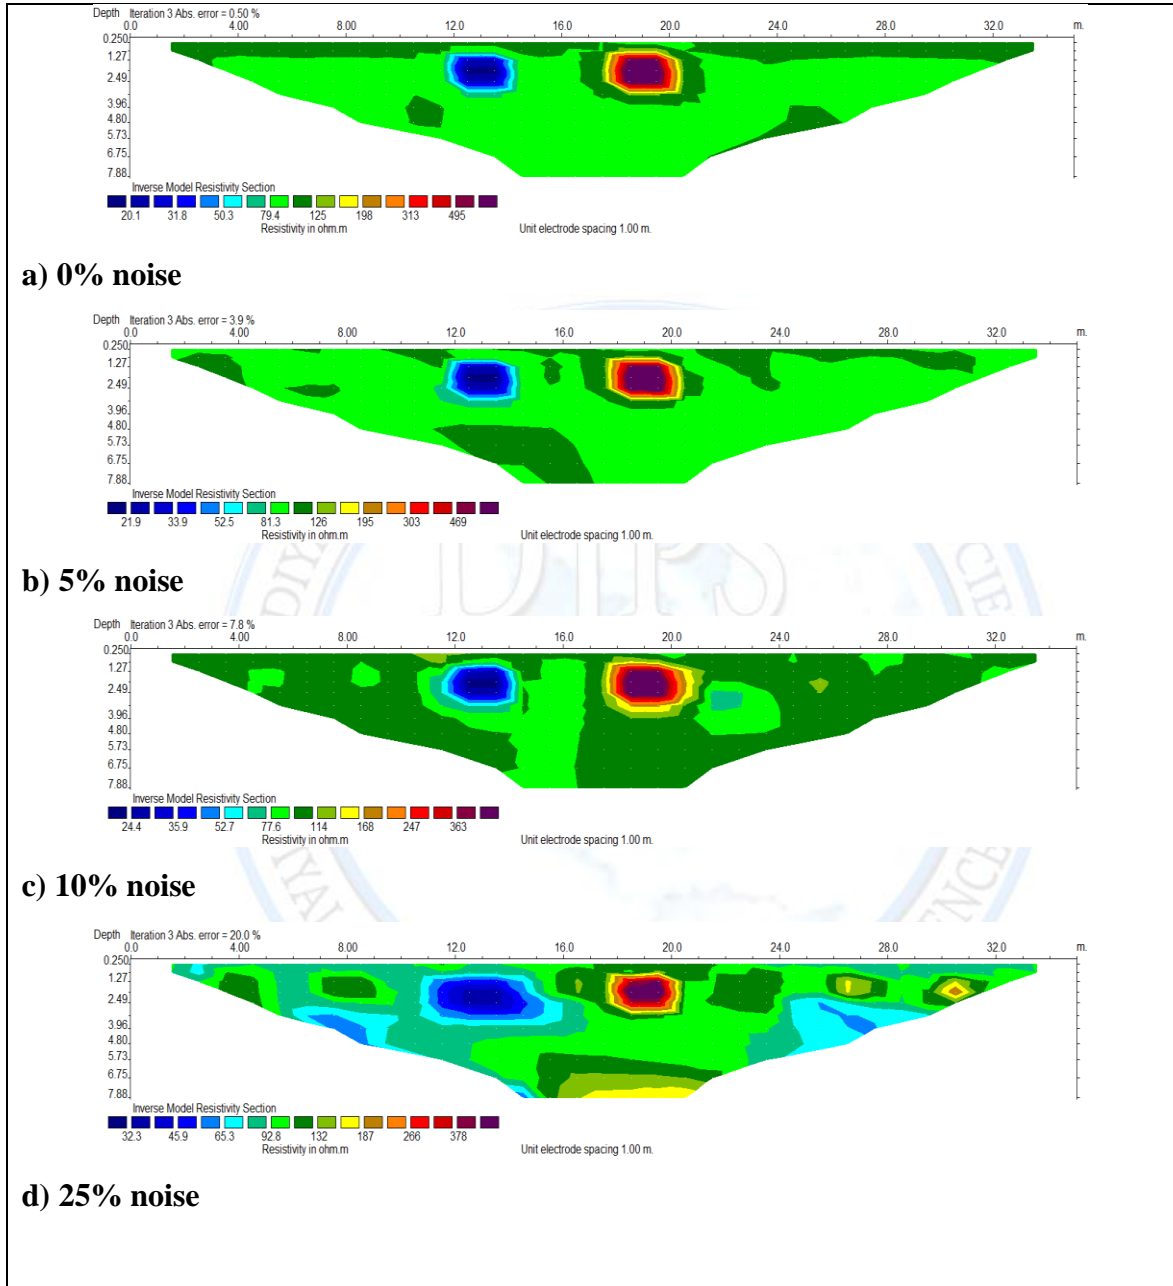 Depth Iteration 3 Abs. error = 0.50 %
0.0 4.00 8.00 12.0 16.0 20.0 24.0 28.0 32.0 m.
0.250
1.27
2.49
3.96
4.80
5.73
6.75
7.88
Inverse Model Resistivity Section
20.1 31.8 50.3 79.4 125 198 313 495
Resistivity in ohm.m Unit electrode spacing 1.00 m.
a) 0% noise
Depth Iteration 3 Abs. error = 3.9 %
0.0 4.00 8.00 12.0 16.0 20.0 24.0 28.0 32.0 m.
0.250
1.27
2.49
3.96
4.80
5.73
6.75
7.88
Inverse Model Resistivity Section
21.9 33.9 52.5 81.3 126 195 303 469
Resistivity in ohm.m Unit electrode spacing 1.00 m.
DIPS
DIYA
CIE
b) 5% noise
Depth Iteration 3 Abs. error = 7.8 %
0.0 4.00 8.00 12.0 16.0 20.0 24.0 28.0 32.0 m.
0.250
1.27
2.49
3.96
4.80
5.73
6.75
7.88
Inverse Model Resistivity Section
24.4 35.9 52.7 77.6 114 168 247 363
Resistivity in ohm.m Unit electrode spacing 1.00 m.
c) 10% noise
IYAL
ENCE
Depth Iteration 3 Abs. error = 20.0 %
0.0 4.00 8.00 12.0 16.0 20.0 24.0 28.0 32.0 m.
0.250
1.27
2.49
3.96
4.80
5.73
6.75
7.88
Inverse Model Resistivity Section
32.3 45.9 65.3 92.8 132 187 266 378
Resistivity in ohm.m Unit electrode spacing 1.00 m.
d) 25% noise